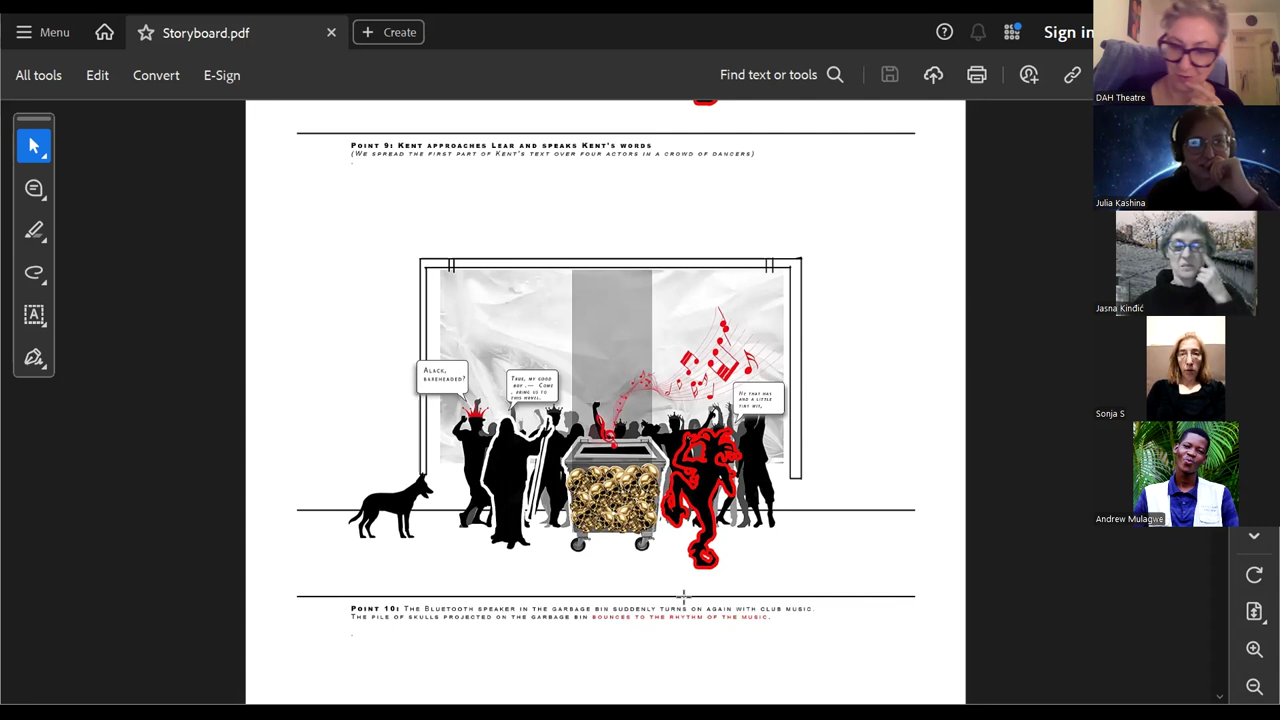 Menu
Storyboard.pdf
Create
Sign in
All tools
Edit
Convert
E-Sign
Find text or tools
Point 9: Kent approaches Lear and speaks Kent's words
(We spread the first part of Kent's text over four actors in a crowd of dancers)
Alack,
bareheaded?
True, my good
boy .— Come
, bring us to
this hovel.
He that has
and a little
tiny wit,
Point 10: The Bluetooth speaker in the garbage bin suddenly turns on again with club music.
The pile of skulls projected on the garbage bin bounces to the rhythm of the music.
DAH Theatre
Julia Kashina
Jasna Kinđić
Sonja S
Andrew Mulagwe